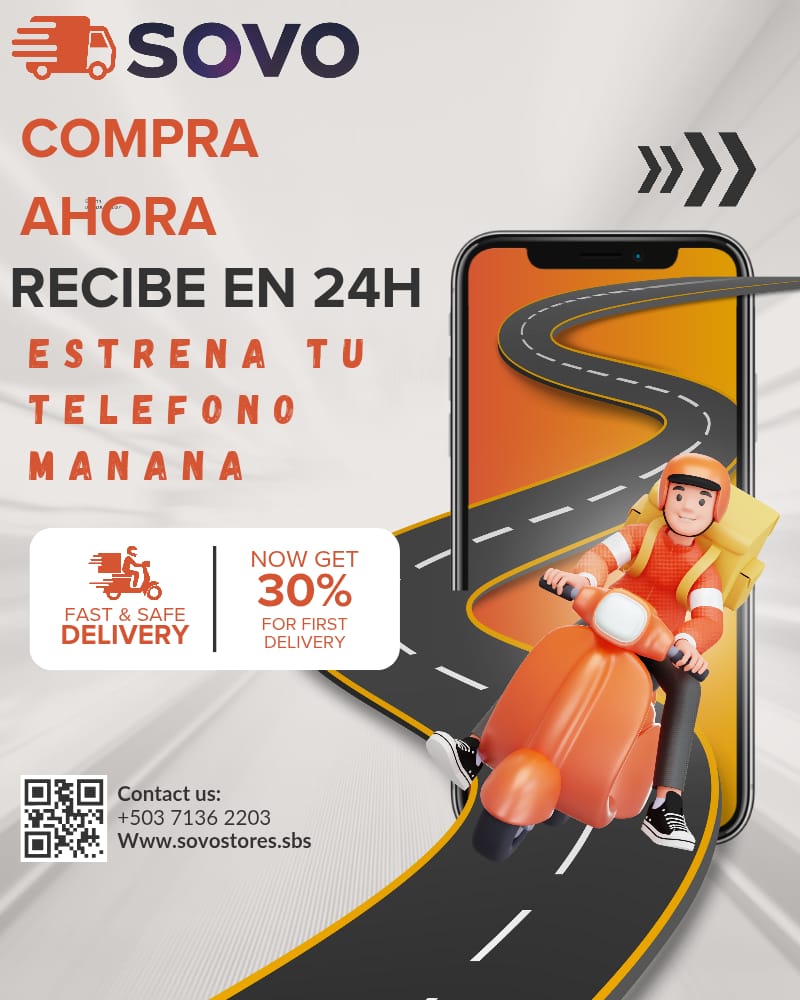 SOVO
COMPRA
AHORA
RECIBE EN 24H
ESTRENA TU
TELEFONO
MANANA
FAST & SAFE
DELIVERY
NOW GET
30%
FOR FIRST
DELIVERY
Contact us:
+503 7136 2203
Www.sovostores.sbs